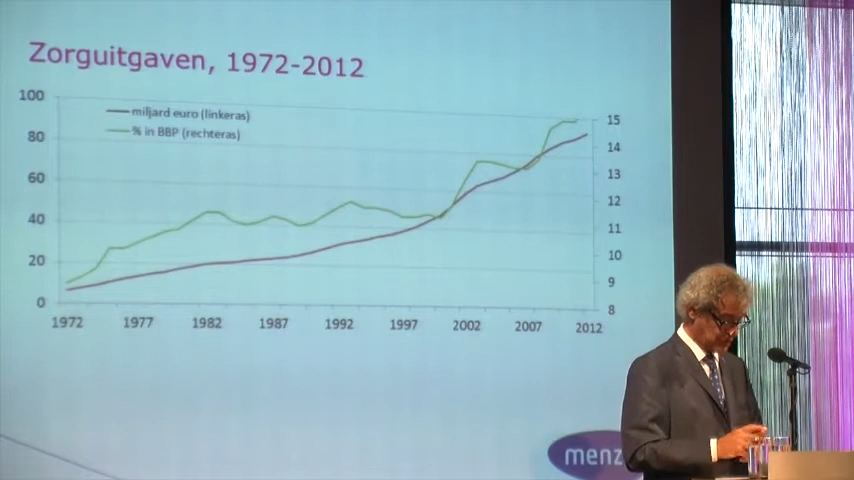 Zorguitgaven, 1972-2012
100
80
60
40
20
0
miljard euro (linkeras)
% in BBP (rechteras)
15
14
13
12
11
10
9
8
1972 1977 1982 1987 1992 1997 2002 2007 2012
menz